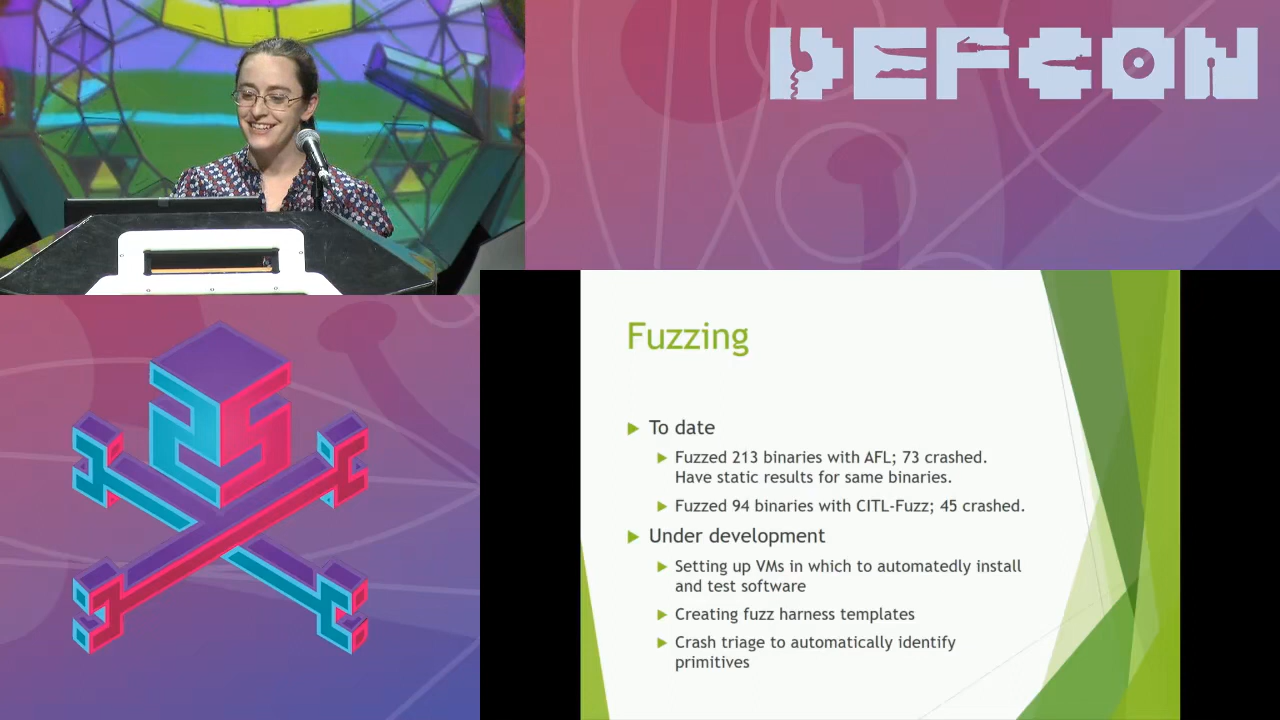 DEFCON
25
Fuzzing
To date
Fuzzed 213 binaries with AFL; 73 crashed.
Have static results for same binaries.
Fuzzed 94 binaries with CITL-Fuzz; 45 crashed.
Under development
Setting up VMs in which to automatedly install
and test software
Creating fuzz harness templates
Crash triage to automatically identify
primitives